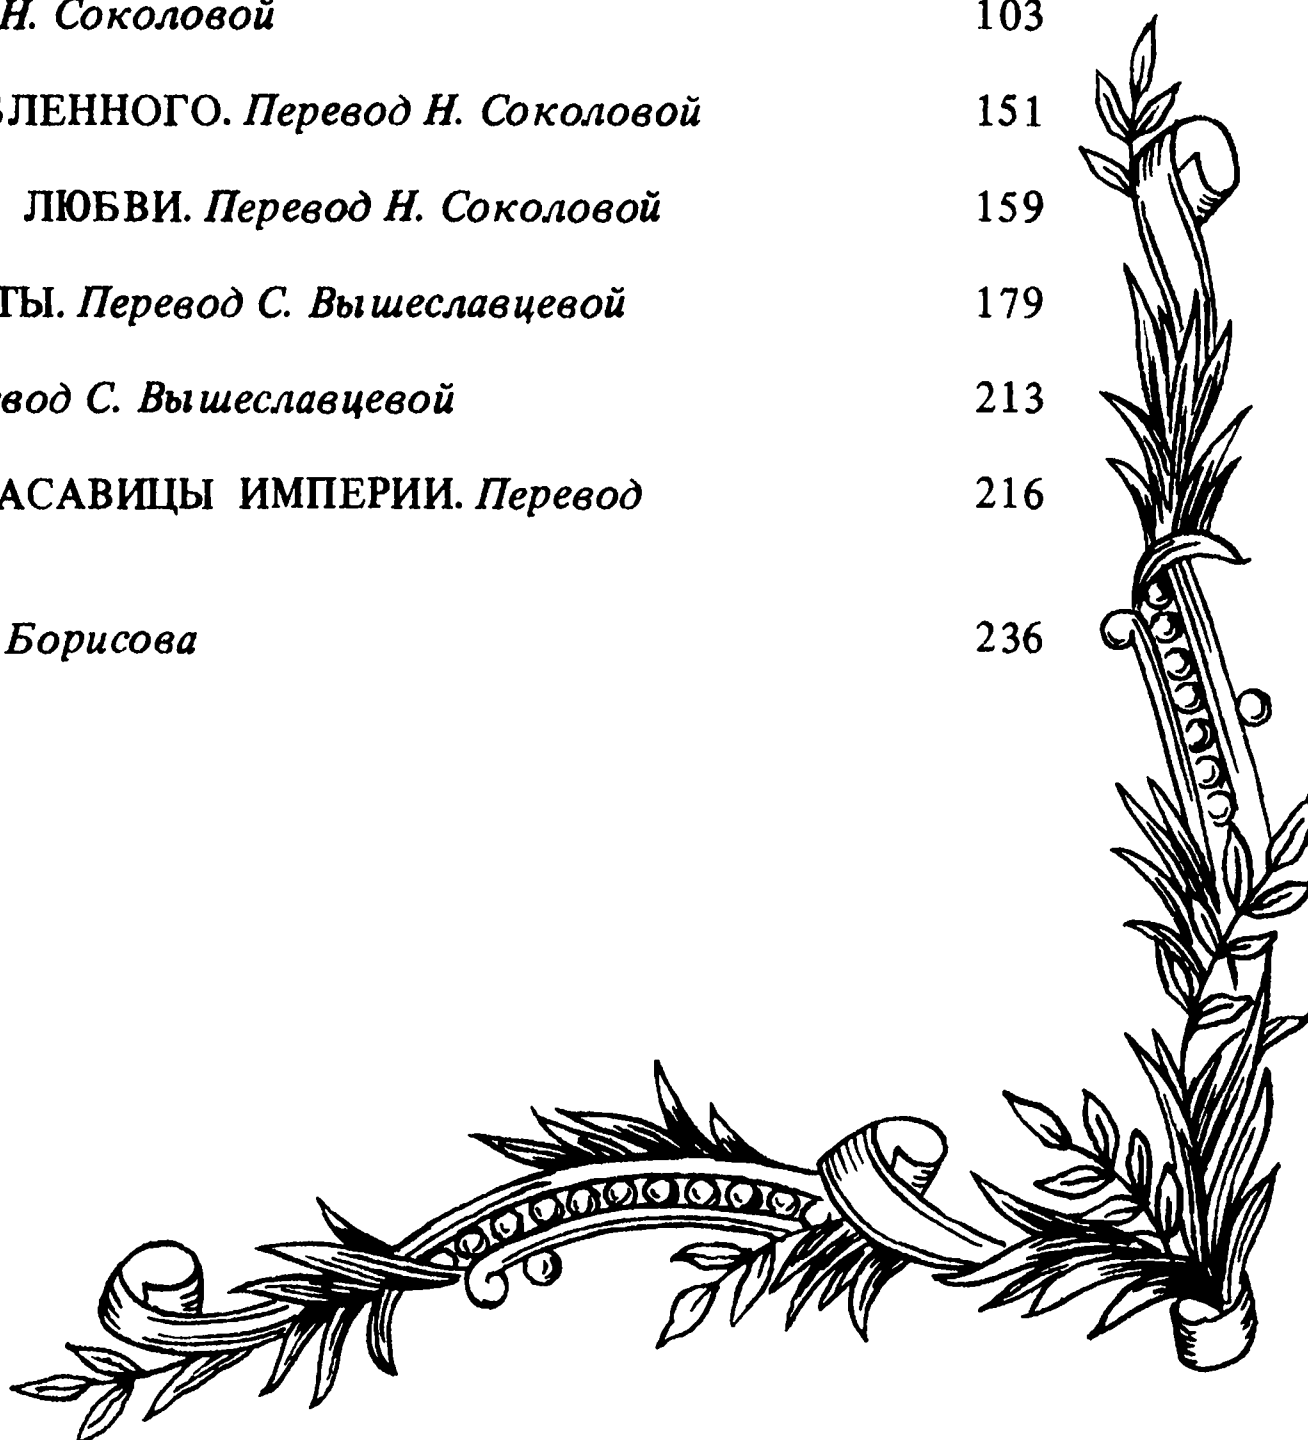 Н. Соколовой 103
ВЛЕННОГО. Перевод Н. Соколовой 151
ЛЮБВИ. Перевод Н. Соколовой 159
ТЫ. Перевод С. Вышеславцевой 179
вод С. Вышеславцевой 213
АСАВИЦЫ ИМПЕРИИ. Перевод 216
Борисова 236